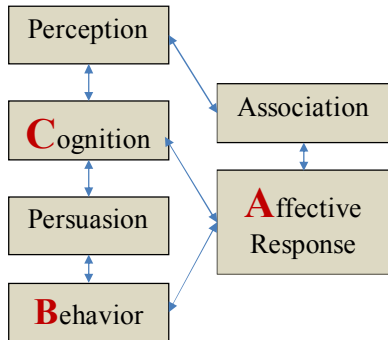 Perception
Cognition
Persuasion
Behavior
Association
Affective
Response